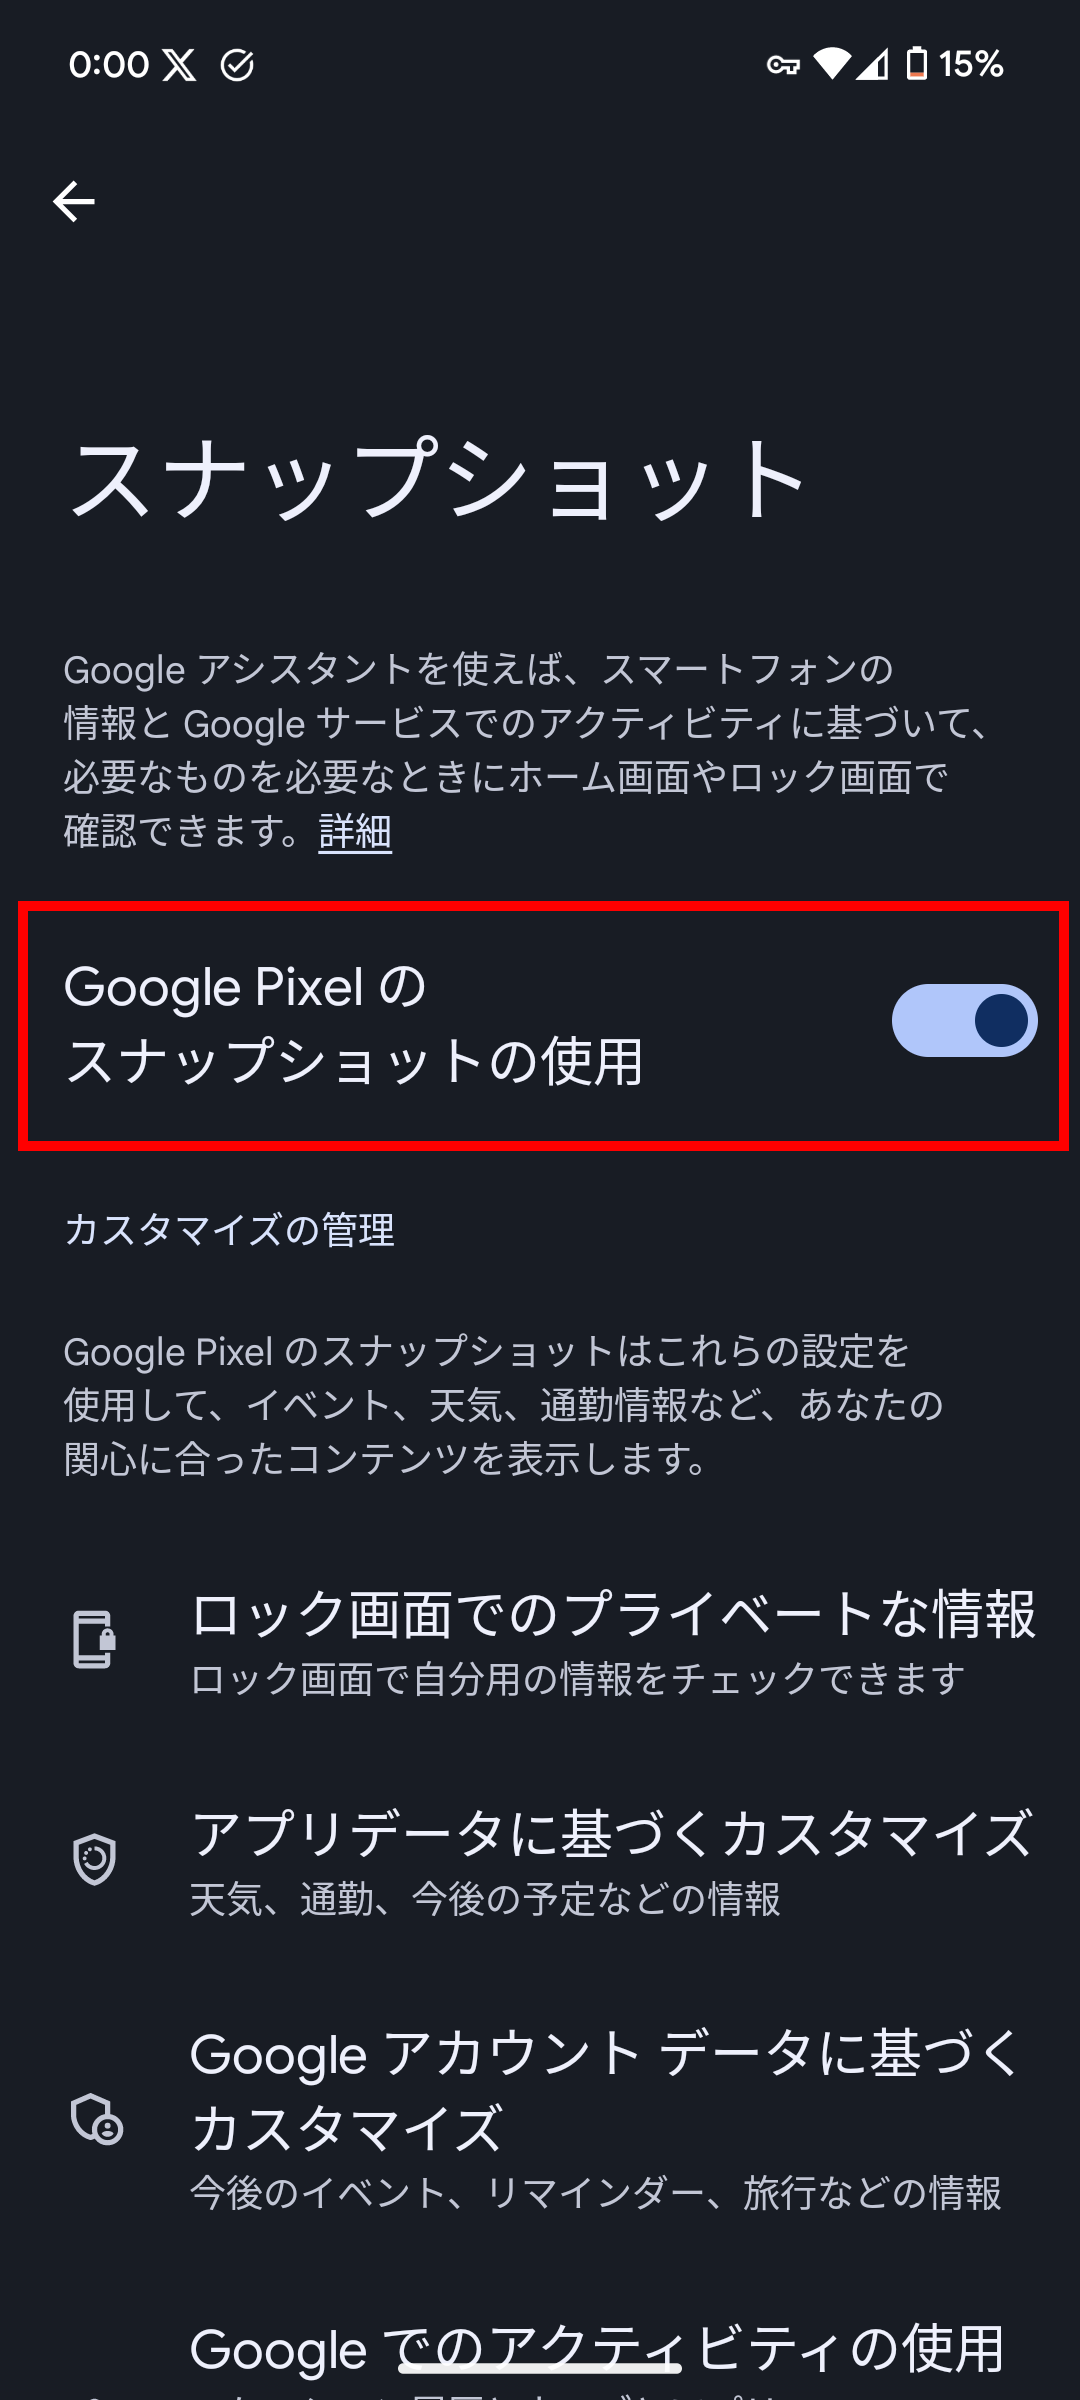 0:00
15%
スナップショット
Google アシスタントを使えば、スマートフォンの
情報と Google サービスでのアクティビティに基づいて、
必要なものを必要なときにホーム画面やロック画面で
確認できます。詳細
Google Pixel の
スナップショットの使用
カスタマイズの管理
Google Pixel のスナップショットはこれらの設定を
使用して、イベント、天気、通勤情報など、あなたの
関心に合ったコンテンツを表示します。
ロック画面でのプライベートな情報
ロック画面で自分用の情報をチェックできます
アプリデータに基づくカスタマイズ
天気、通勤、今後の予定などの情報
Google アカウント データに基づく
カスタマイズ
今後のイベント、リマインダー、旅行などの情報
Google でのアクティビティの使用